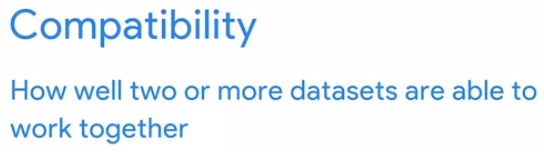 Compatibility
How well two or more datasets are able to
work together